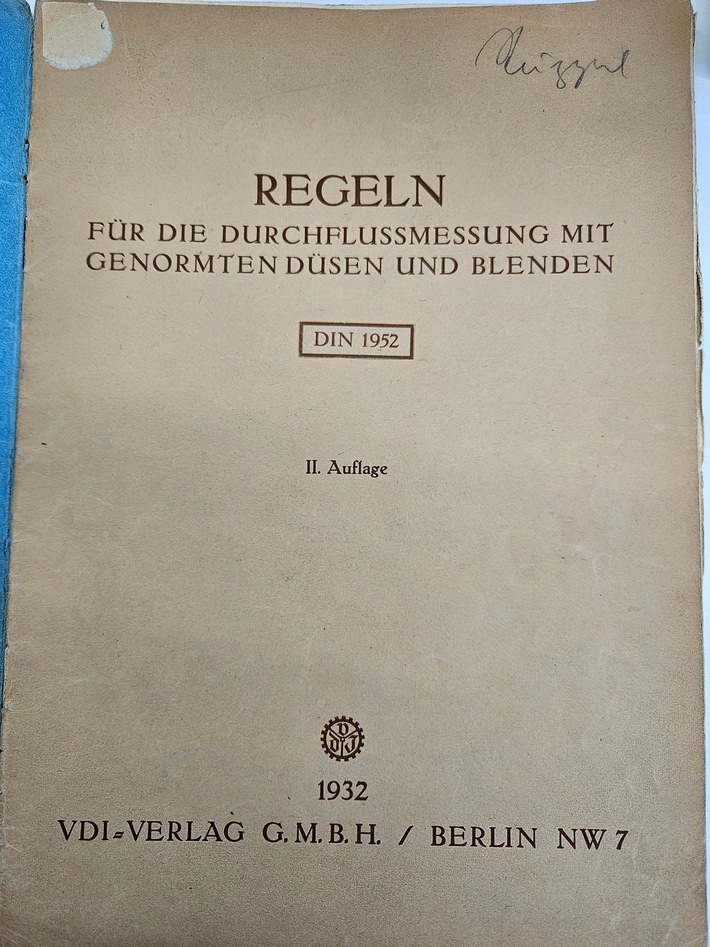 REGELN
FÜR DIE DURCHFLUSSMESSUNG MIT
GENORMTEN DÜSEN UND BLENDEN
DIN 1952
II. Auflage
VDI
1932
VDI-VERLAG G.M.B.H. / BERLIN NW 7